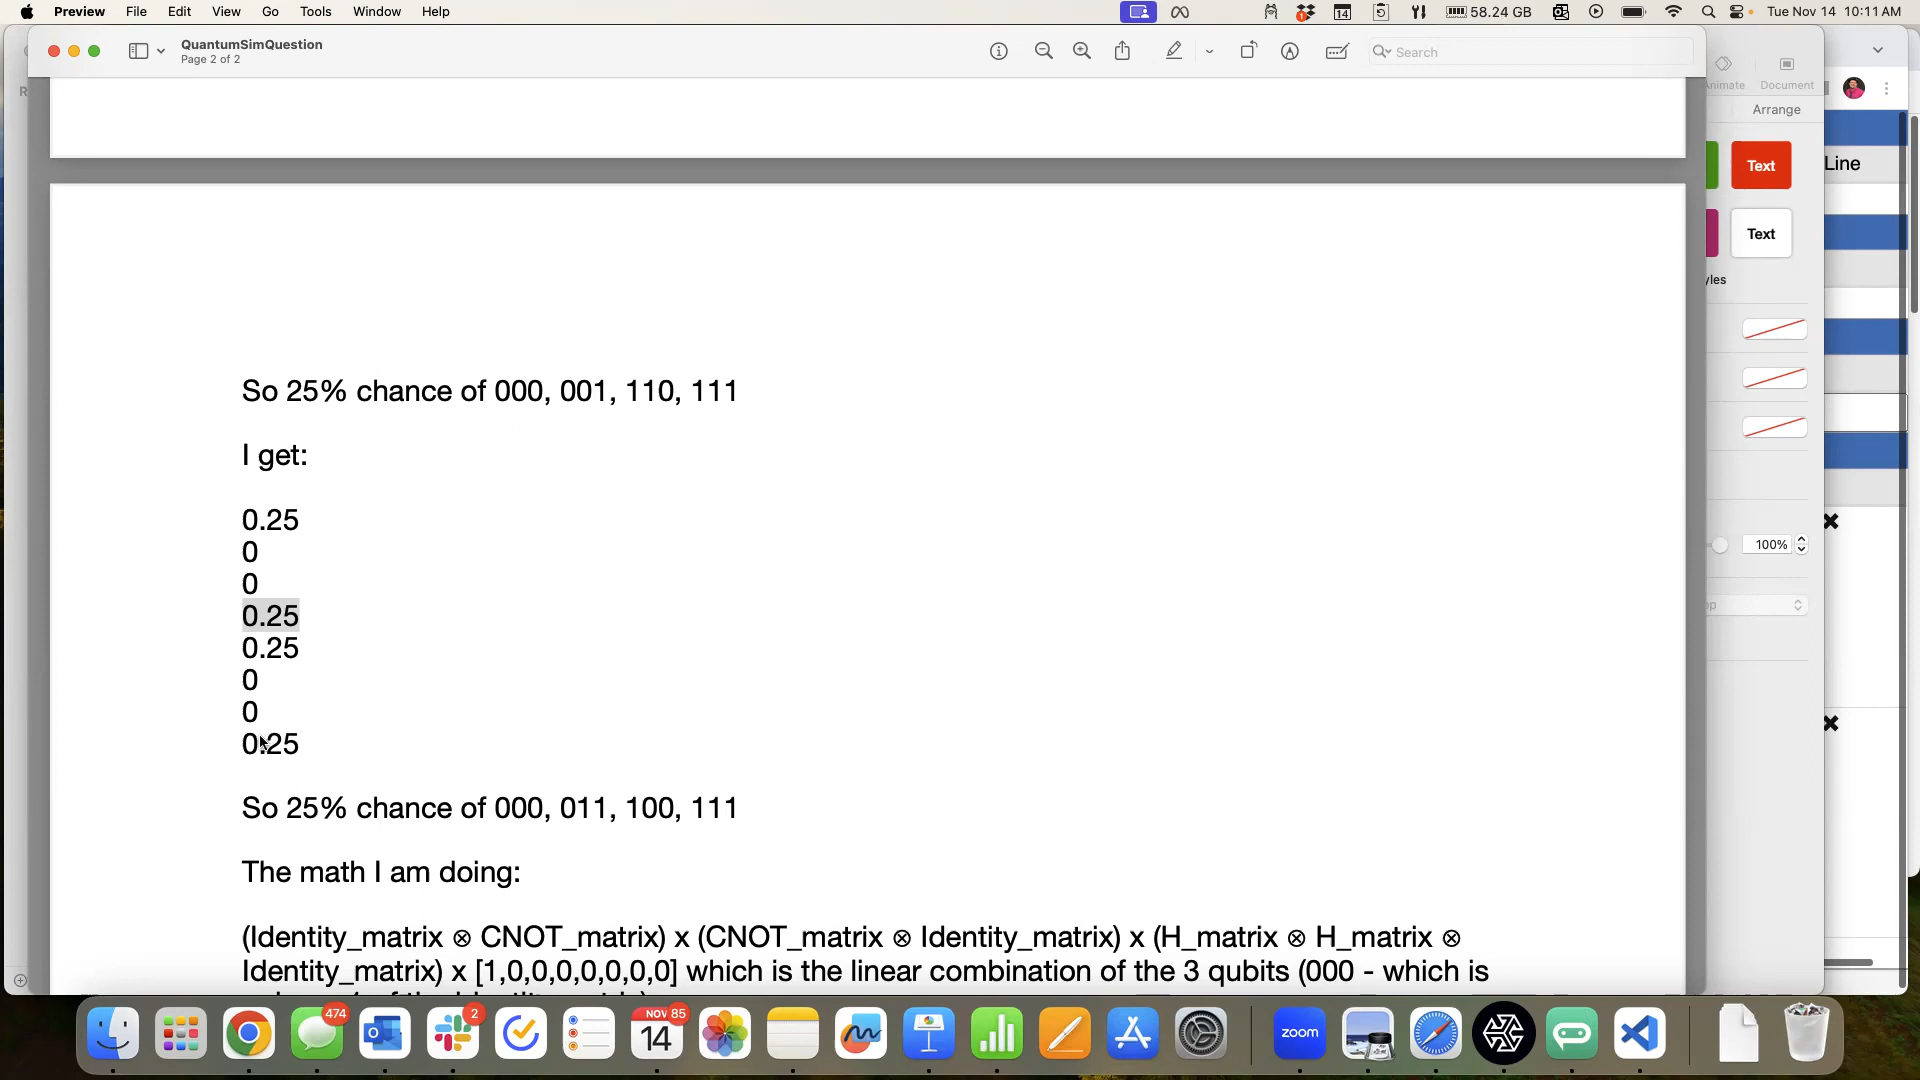 Preview File Edit View Go Tools Window Help
58.24 GB Tue Nov 14 10:11 AM
QuantumSimQuestion
Page 2 of 2
Search
Animate Document
Arrange
Text
Line
Text
So 25% chance of 000, 001, 110, 111
I get:
0.25
0
0
0.25
0.25
0
0
0.25
100%
So 25% chance of 000, 011, 100, 111
The math I am doing:
(Identity_matrix ⊗ CNOT_matrix) x (CNOT_matrix ⊗ Identity_matrix) x (H_matrix ⊗ H_matrix ⊗
Identity_matrix) x [1,0,0,0,0,0,0,0] which is the linear combination of the 3 qubits (000 - which is
474
2
NOV 85
14
zoom